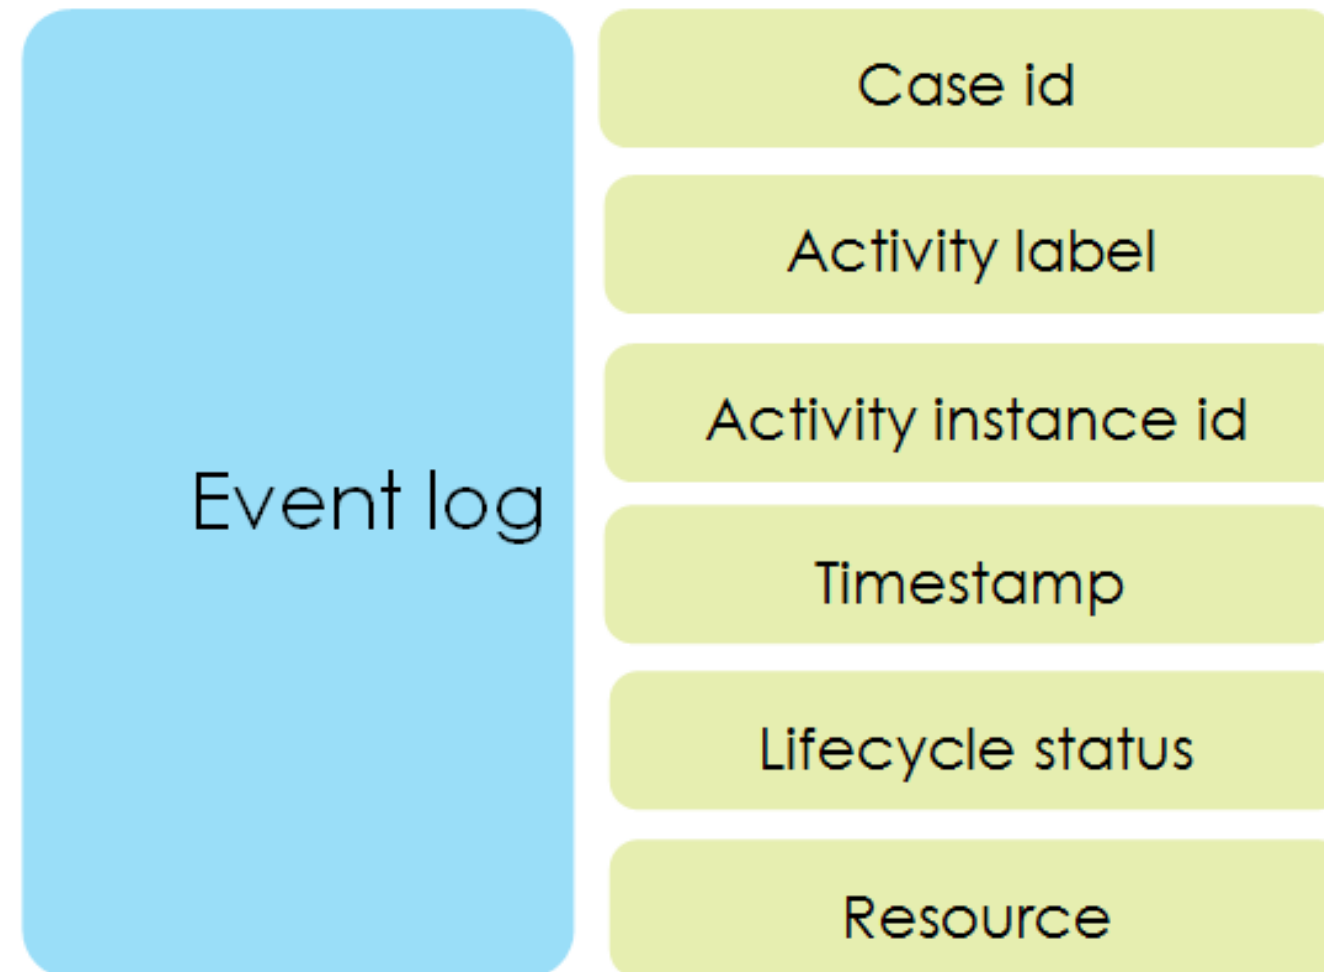 Event log
Case id
Activity label
Activity instance id
Timestamp
Lifecycle status
Resource